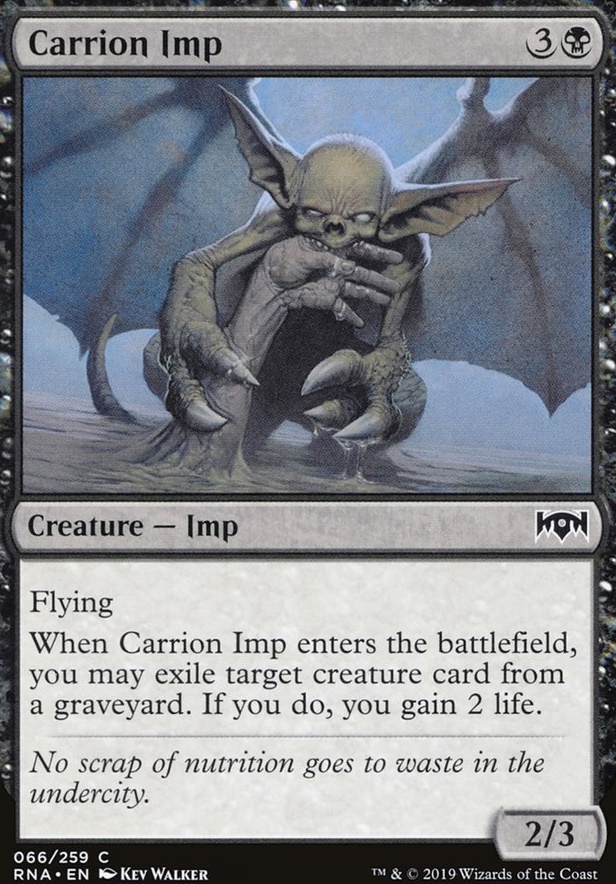 Carrion Imp 3
Creature — Imp
Flying
When Carrion Imp enters the battlefield,
you may exile target creature card from
a graveyard. If you do, you gain 2 life.
No scrap of nutrition goes to waste in the
undercity.
2/3
066/259 C
RNA • EN Kev Walker
™ & © 2019 Wizards of the Coast